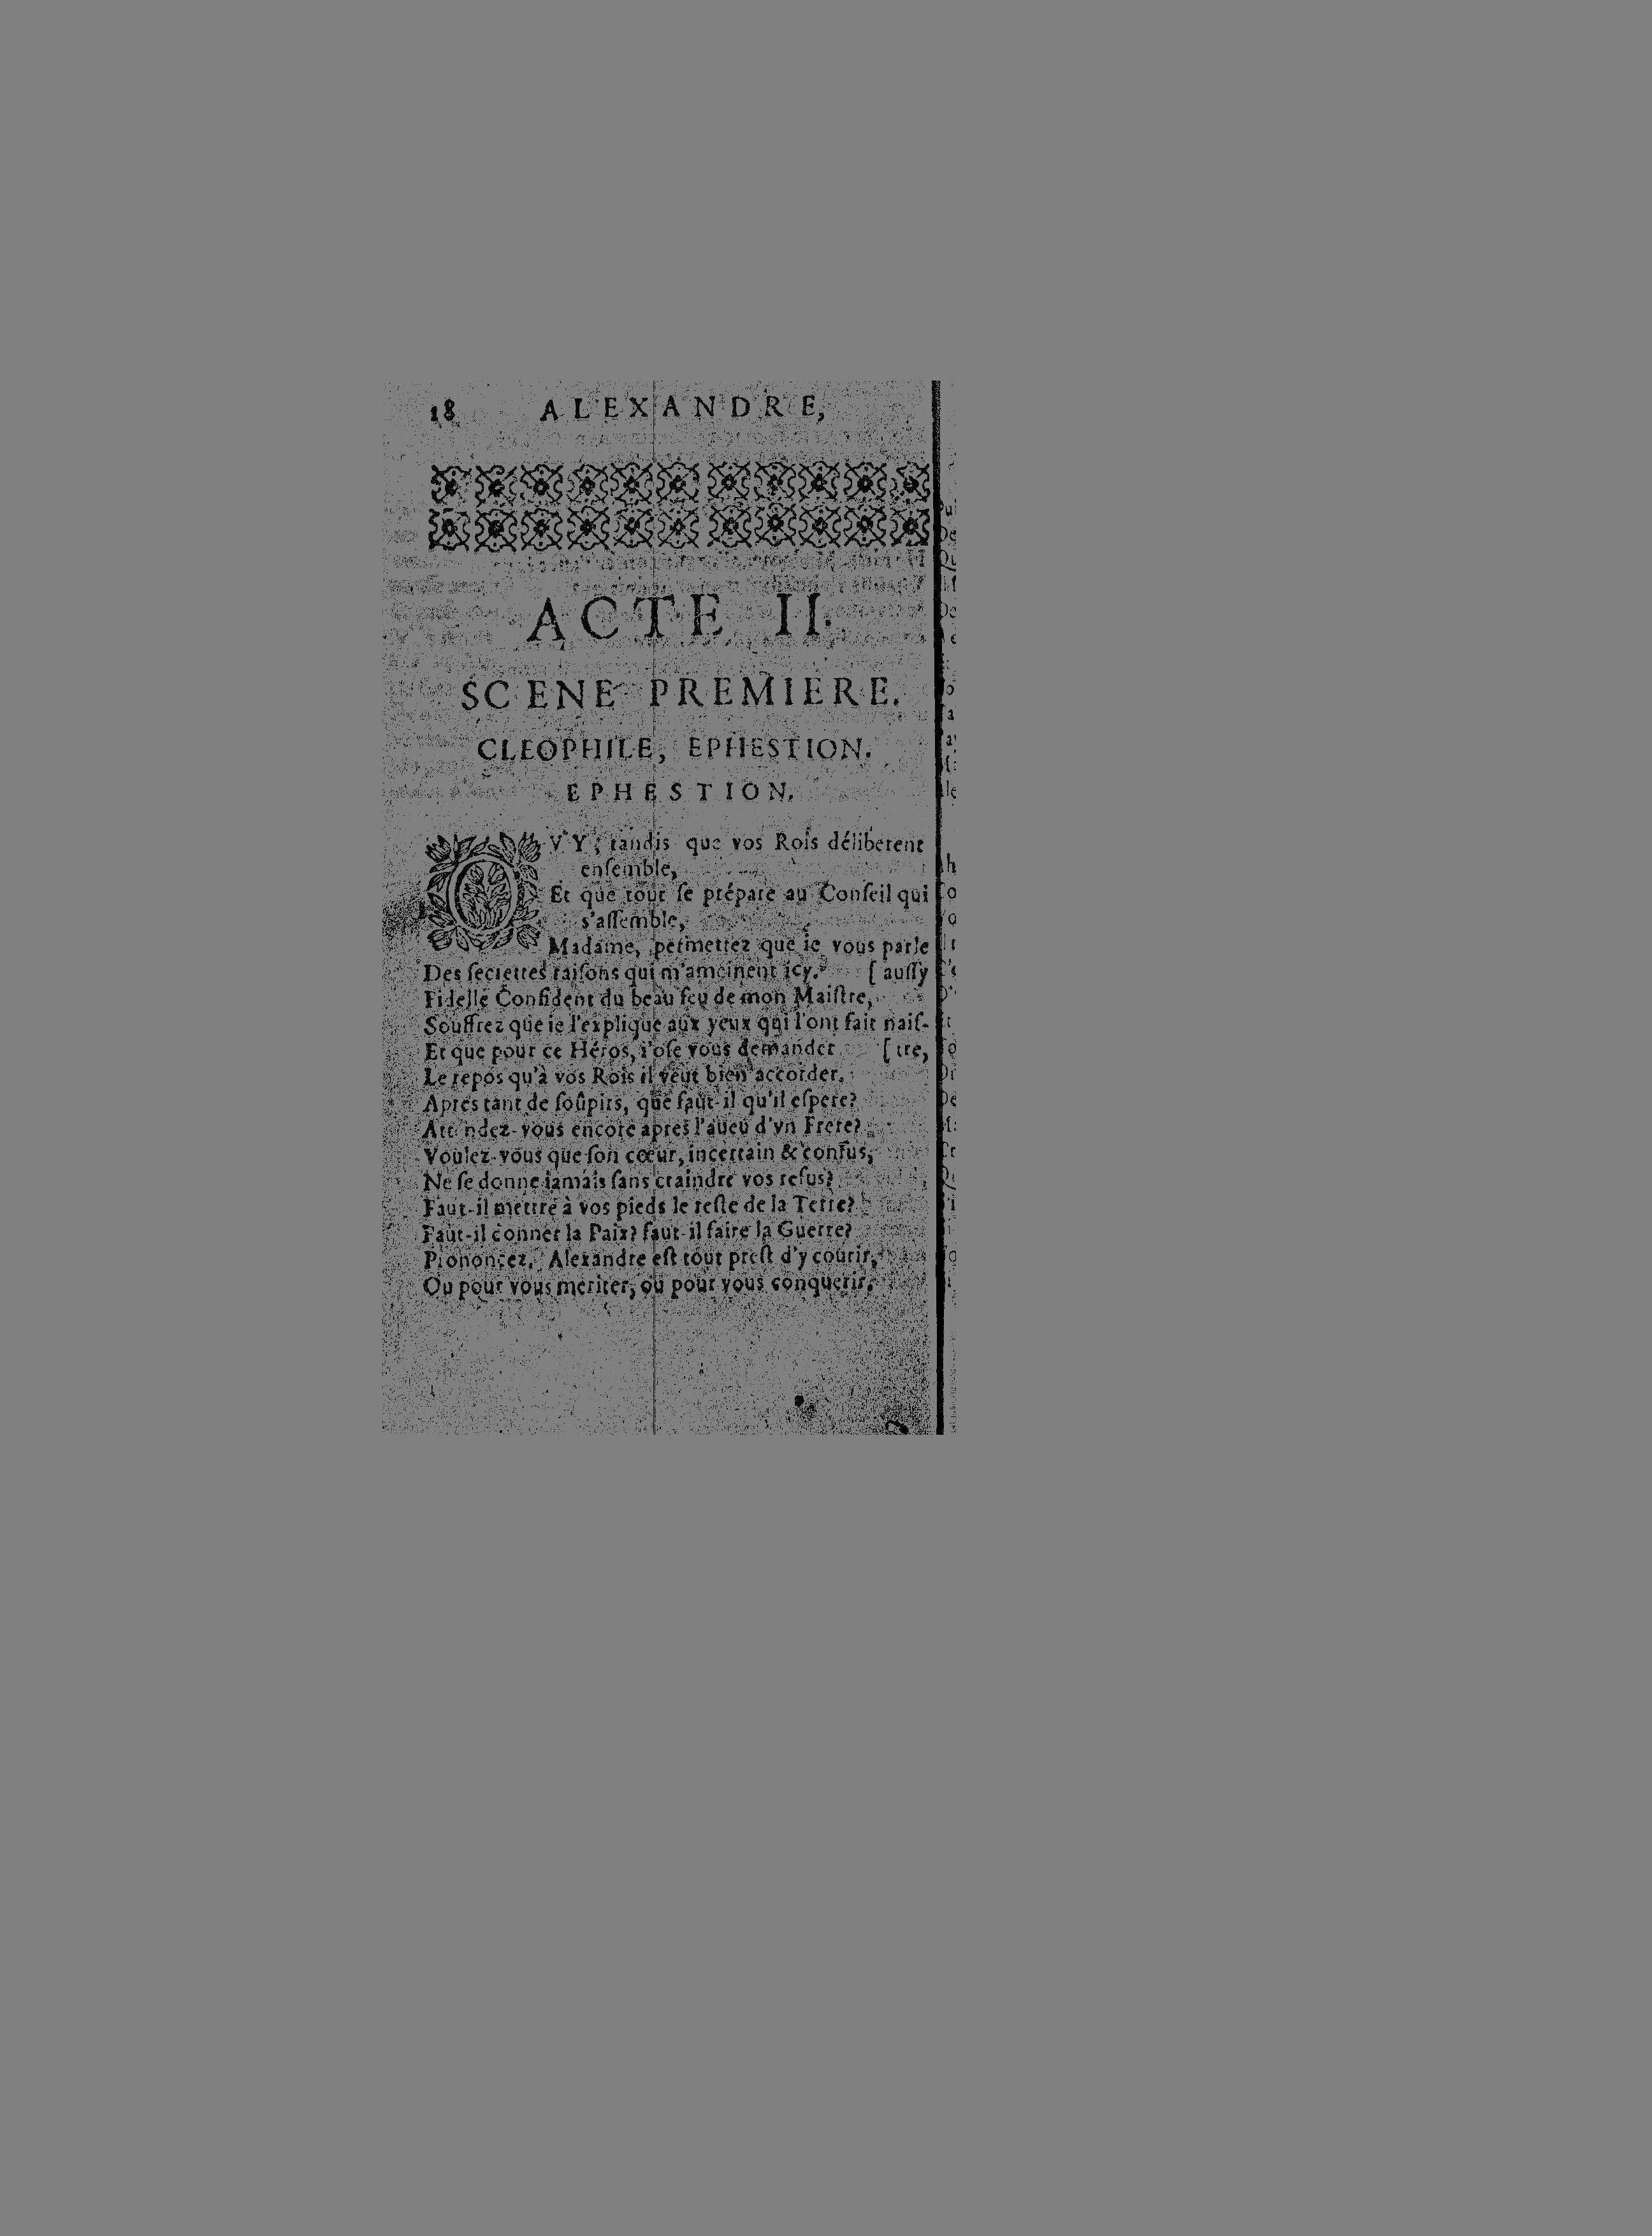 18 ALEXANDRE,
ACTE II.
SCENE PREMIERE.
CLEOPHILE, EPHESTION.
EPHESTION.
OVY; tandis que vos Rois déliberent
enſemble,
Et que tout ſe prépare au Conſeil qui
s'aſſemble,
Madame, permettez que ie vous parle
Des ſecrettes raiſons qui m'ameinent icy. [ auſſy
Fidelle Confident du beau feu de mon Maiſtre,
Souffrez que ie l'explique aux yeux qui l'ont fait naiſ-
Et que pour ce Héros, i'oſe vous demander [ tre,
Le repos qu'à vos Rois il veut bien accorder.
Apres tant de ſoûpirs, que faut-il qu'il eſpere?
Attendez-vous encore apres l'aueu d'vn Frere?
Voulez-vous que ſon cœur, incertain & confus,
Ne ſe donne iamais ſans craindre vos refus?
Faut-il mettre à vos pieds le reſte de la Terre?
Faut-il donner la Paix? faut-il faire la Guerre?
Prononcez, Alexandre eſt tout preſt d'y courir,
Ou pour vous meriter, ou pour vous conquerir.